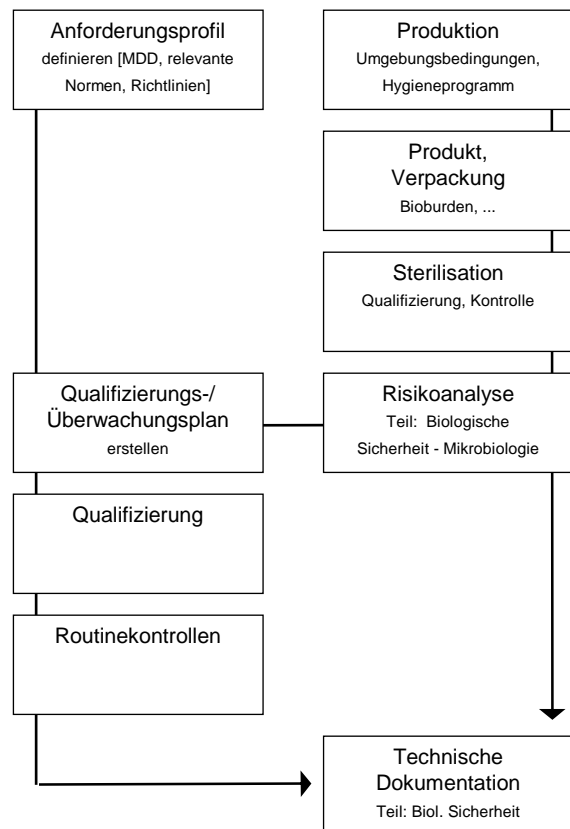 Anforderungsprofil
definieren [MDD, relevante
Normen, Richtlinien]
Produktion
Umgebungsbedingungen,
Hygieneprogramm
Produkt,
Verpackung
Bioburden, ...
Sterilisation
Qualifizierung, Kontrolle
Qualifizierungs-/
Überwachungsplan
erstellen
Risikoanalyse
Teil:  Biologische
Sicherheit - Mikrobiologie
Qualifizierung
Routinekontrollen
Technische
Dokumentation
Teil: Biol. Sicherheit